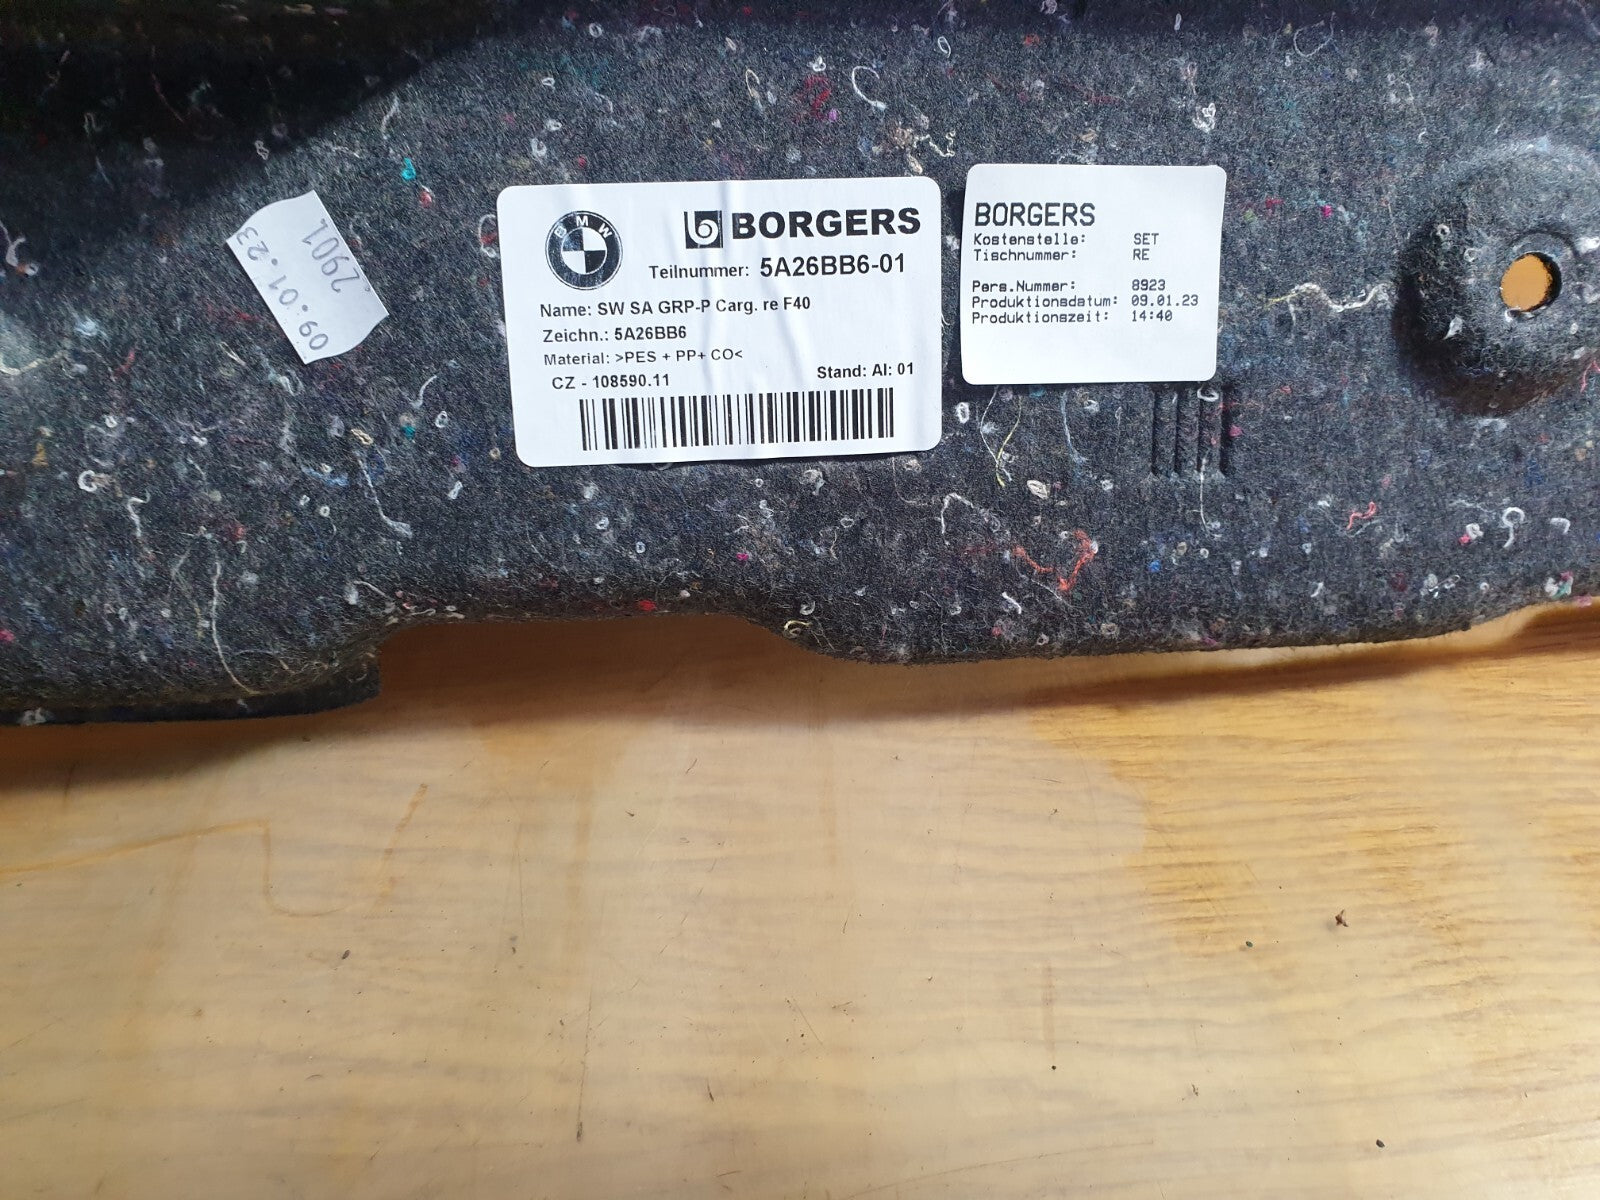 09.01.23
2901
BMW
BORGERS
Teilnummer: 5A26BB6-01
Name: SW SA GRP-P Carg. re F40
Zeichn.: 5A26BB6
Material: >PES + PP+ CO<
CZ - 108590.11
Stand: AI: 01
BORGERS
Kostenstelle: SET
Tischnummer: RE
Pers.Nummer: 8923
Produktionsdatum: 09.01.23
Produktionszeit: 14:40